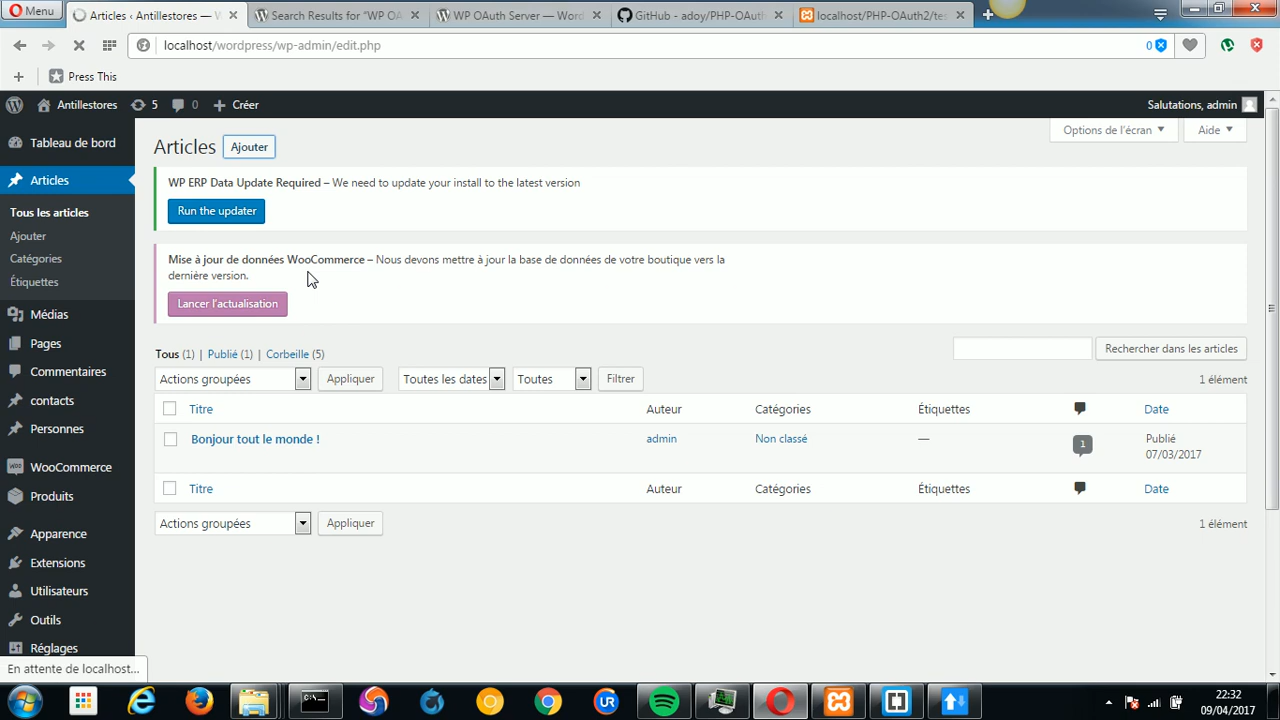 Menu
Articles ‹ Antillestores — W
Search Results for “WP OA
WP OAuth Server — Word
GitHub - adoy/PHP-OAuth
localhost/PHP-OAuth2/te
localhost/wordpress/wp-admin/edit.php
0
Press This
Antillestores
5
0
Créer
Salutations, admin
Tableau de bord
Articles
Tous les articles
Ajouter
Catégories
Étiquettes
Médias
Pages
Commentaires
contacts
Personnes
WooCommerce
Produits
Apparence
Extensions
Utilisateurs
Outils
Réglages
Options de l'écran
Aide
Articles
Ajouter
WP ERP Data Update Required – We need to update your install to the latest version
Run the updater
Mise à jour de données WooCommerce – Nous devons mettre à jour la base de données de votre boutique vers la
dernière version.
Lancer l’actualisation
Tous (1) | Publié (1) | Corbeille (5)
Rechercher dans les articles
Actions groupées
Appliquer
Toutes les dates
Toutes
Filtrer
1 élément
Titre
Auteur
Catégories
Étiquettes
Date
Bonjour tout le monde !
admin
Non classé
—
1
Publié
07/03/2017
Titre
Auteur
Catégories
Étiquettes
Date
Actions groupées
Appliquer
1 élément
En attente de localhost...
UR
22:32
09/04/2017